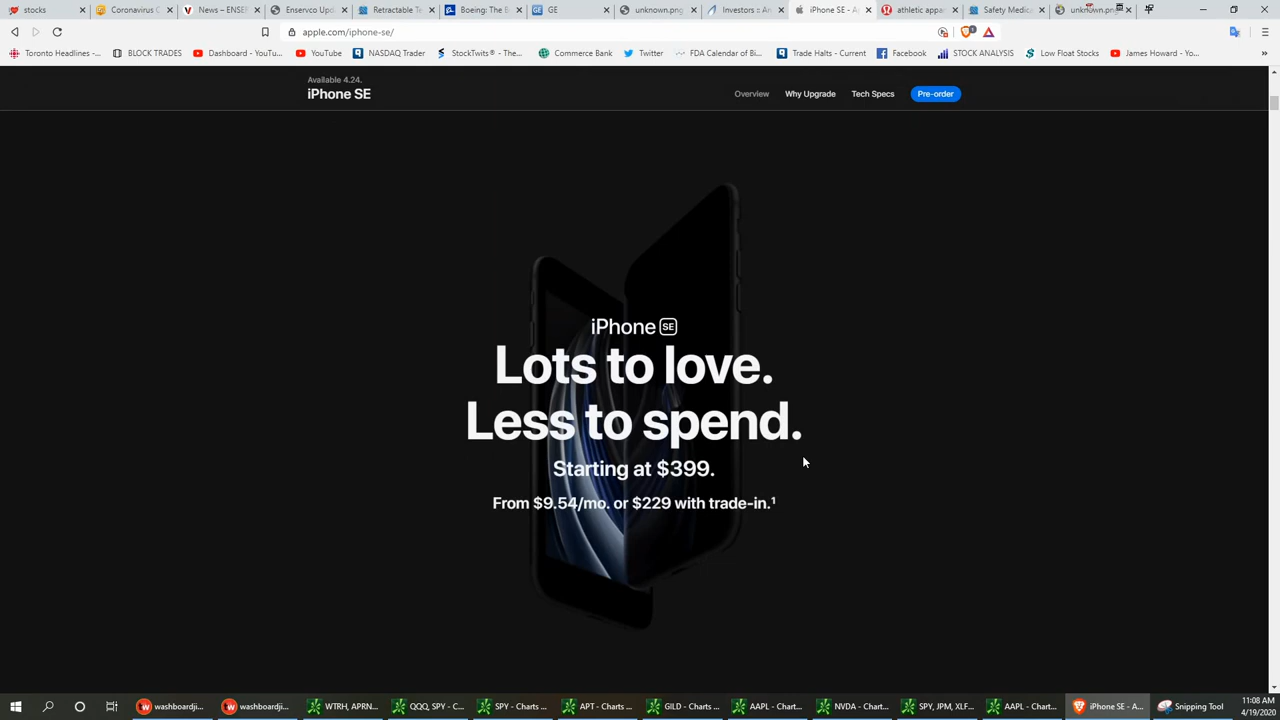 stocks
Coronavirus C
News – ENSER
Enservco Upd
Retractable Te
Boeing: The B
GE
unknown.png
Investors :: An
iPhone SE - A
athletic appar
Safety Medica
unknown.png
apple.com/iphone-se/
Toronto Headlines -...
BLOCK TRADES
Dashboard - YouTu...
YouTube
NASDAQ Trader
StockTwits® - The...
Commerce Bank
Twitter
FDA Calendar of Bi...
Trade Halts - Current
Facebook
STOCK ANALYSIS
Low Float Stocks
James Howard - Yo...
Available 4.24.
iPhone SE
Overview
Why Upgrade
Tech Specs
Pre-order
iPhone SE
Lots to love.
Less to spend.
Starting at $399.
From $9.54/mo. or $229 with trade-in.¹
washboardji...
washboardji...
WTRH, APRN...
QQQ, SPY - C...
SPY - Charts ...
APT - Charts ...
GILD - Charts...
AAPL - Chart...
NVDA - Chart...
SPY, JPM, XLF...
AAPL - Chart...
iPhone SE - A...
Snipping Tool
11:08 AM
4/19/2020